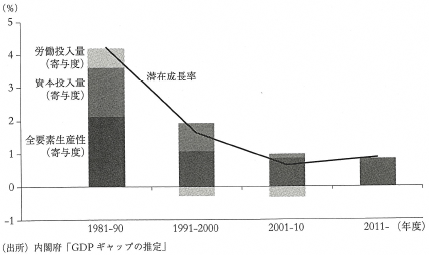 (%)
5
4
3
2
1
0
-1
労働投入量
(寄与度)
資本投入量
(寄与度)
全要素生産性
(寄与度)
潜在成長率
1981-90
1991-2000
2001-10
2011- (年度)
(出所) 内閣府「GDPギャップの推定」